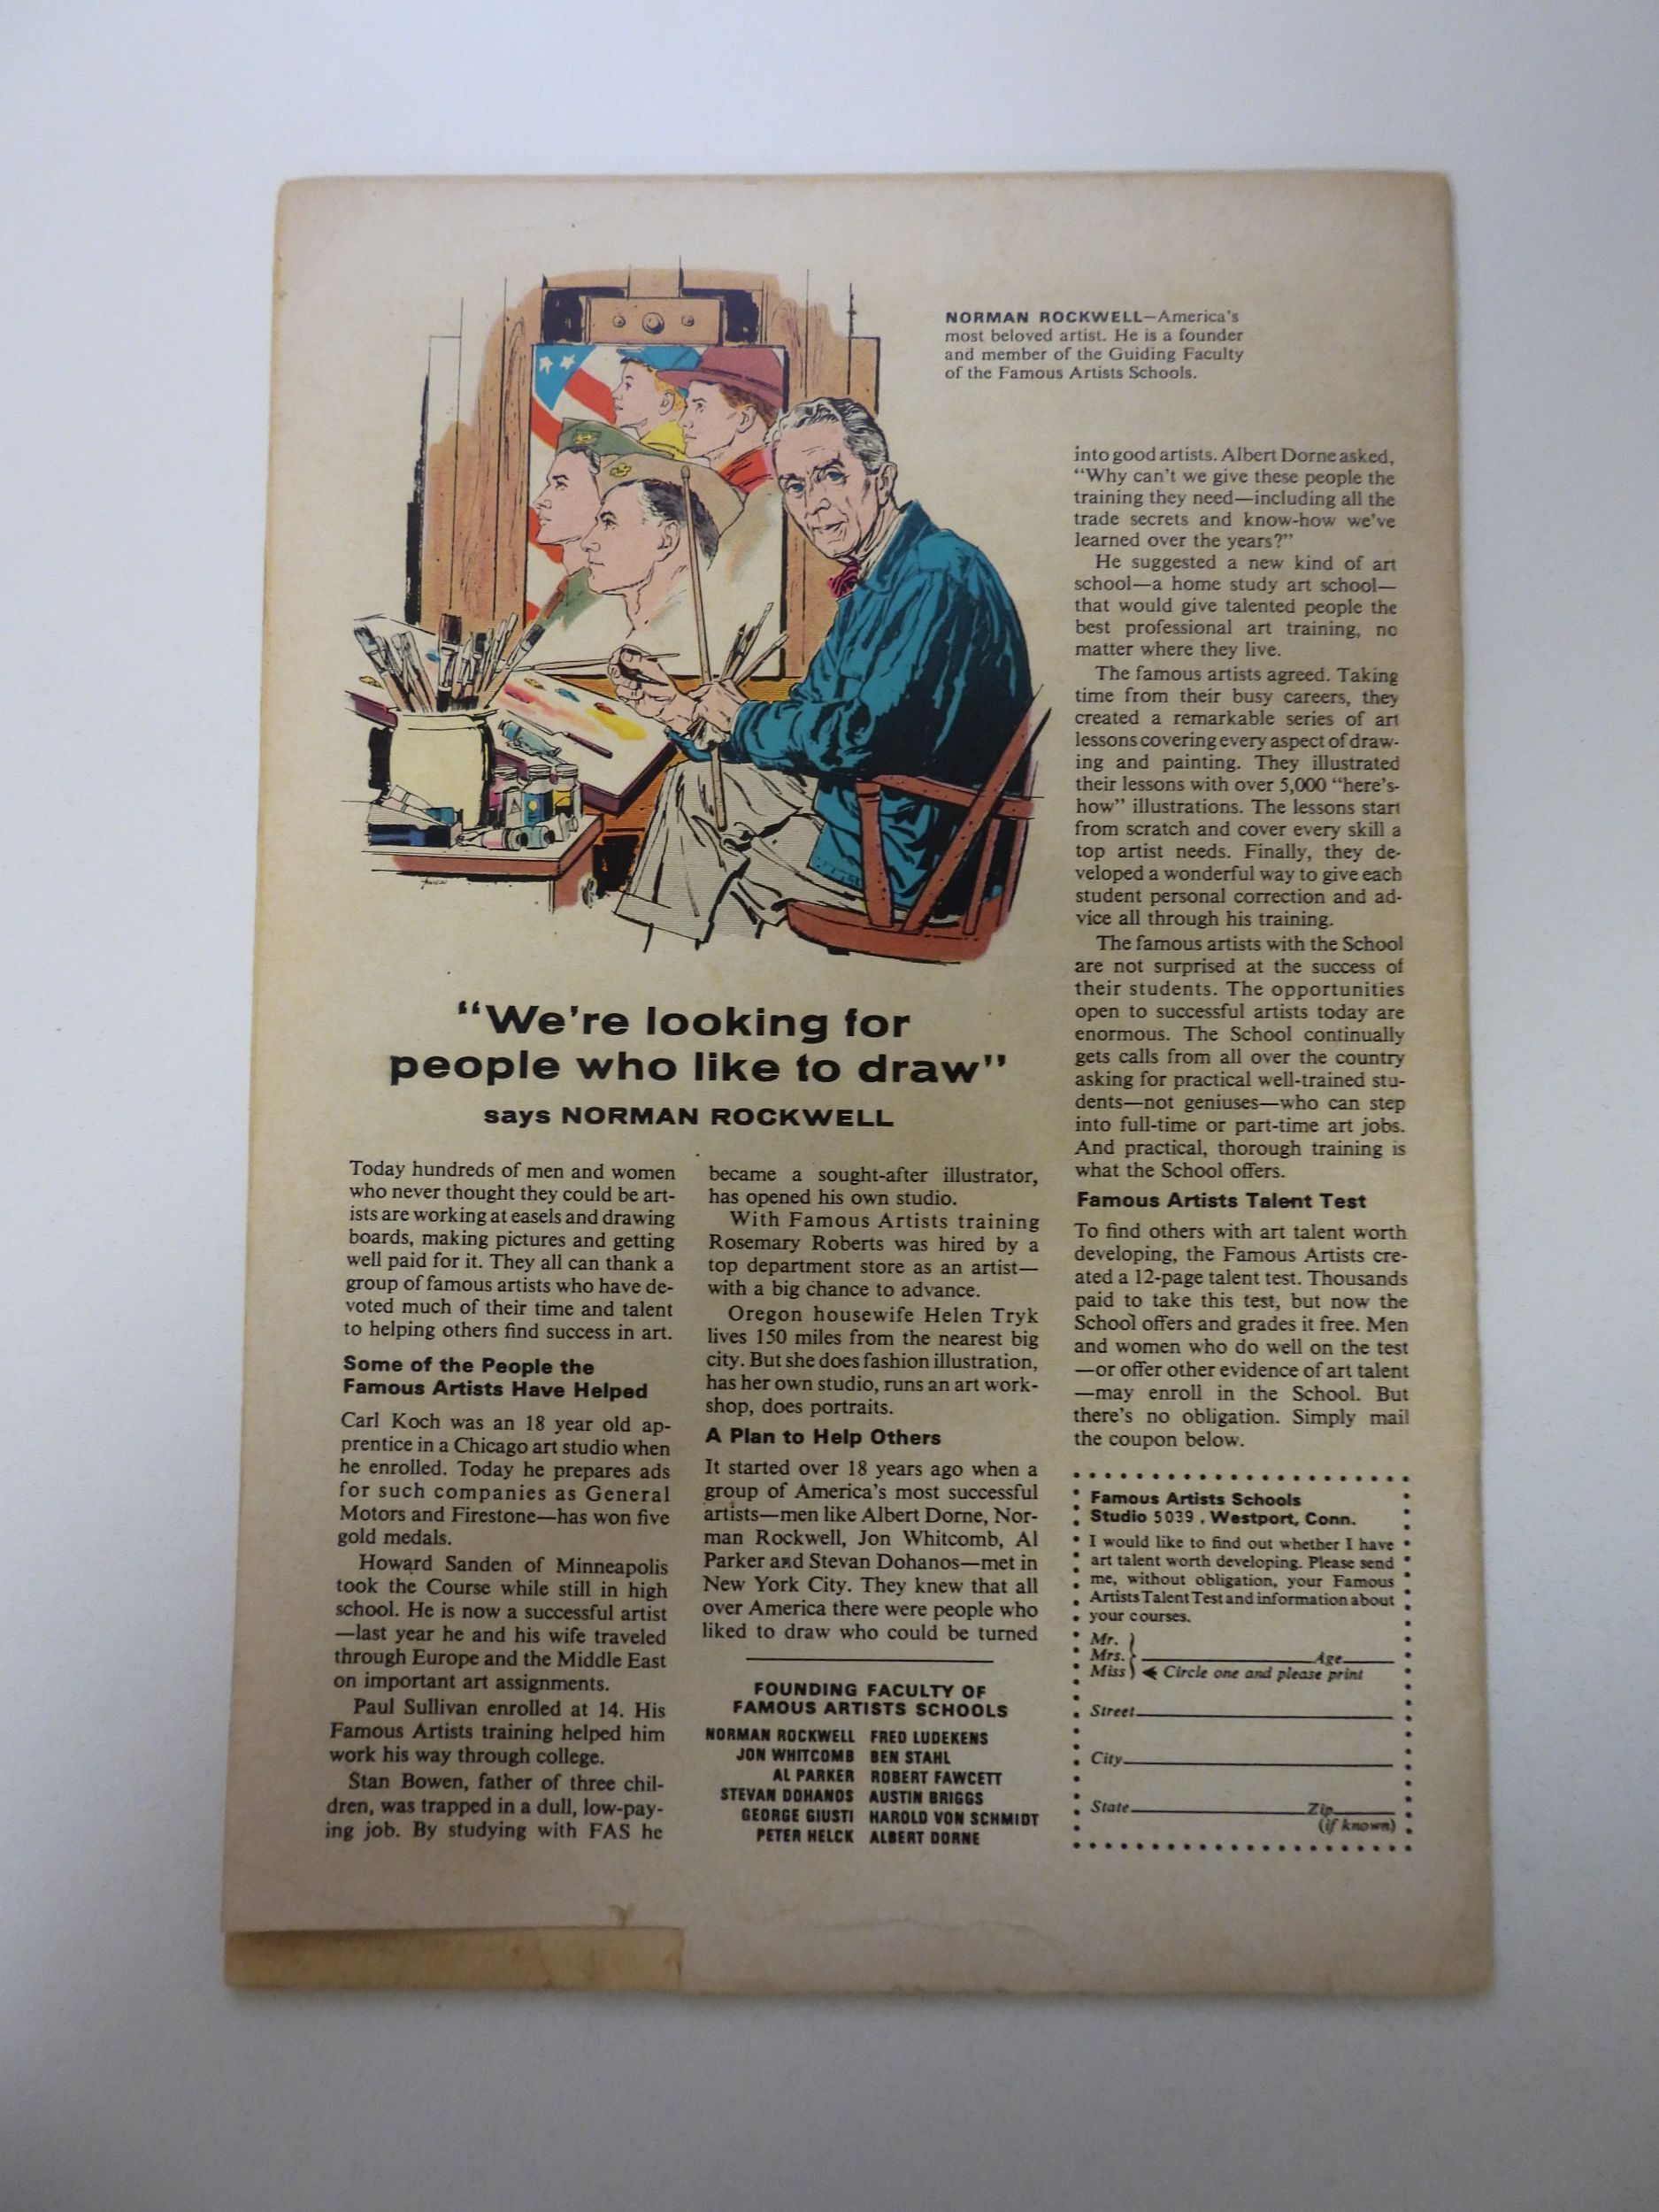 NORMAN ROCKWELL—America's
most beloved artist. He is a founder
and member of the Guiding Faculty
of the Famous Artists Schools.
"We're looking for
people who like to draw"
says NORMAN ROCKWELL
Today hundreds of men and women
who never thought they could be art-
ists are working at easels and drawing
boards, making pictures and getting
well paid for it. They all can thank a
group of famous artists who have de-
voted much of their time and talent
to helping others find success in art.
Some of the People the
Famous Artists Have Helped
Carl Koch was an 18 year old ap-
prentice in a Chicago art studio when
he enrolled. Today he prepares ads
for such companies as General
Motors and Firestone—has won five
gold medals.
Howard Sanden of Minneapolis
took the Course while still in high
school. He is now a successful artist
—last year he and his wife traveled
through Europe and the Middle East
on important art assignments.
Paul Sullivan enrolled at 14. His
Famous Artists training helped him
work his way through college.
Stan Bowen, father of three chil-
dren, was trapped in a dull, low-pay-
ing job. By studying with FAS he
became a sought-after illustrator,
has opened his own studio.
With Famous Artists training
Rosemary Roberts was hired by a
top department store as an artist—
with a big chance to advance.
Oregon housewife Helen Tryk
lives 150 miles from the nearest big
city. But she does fashion illustration,
has her own studio, runs an art work-
shop, does portraits.
A Plan to Help Others
It started over 18 years ago when a
group of America's most successful
artists—men like Albert Dorne, Nor-
man Rockwell, Jon Whitcomb, Al
Parker and Stevan Dohanos—met in
New York City. They knew that all
over America there were people who
liked to draw who could be turned
FOUNDING FACULTY OF
FAMOUS ARTISTS SCHOOLS
NORMAN ROCKWELL FRED LUDEKENS
JON WHITCOMB BEN STAHL
AL PARKER ROBERT FAWCETT
STEVAN DOHANOS AUSTIN BRIGGS
GEORGE GIUSTI HAROLD VON SCHMIDT
PETER HELCK ALBERT DORNE
into good artists. Albert Dorne asked,
"Why can't we give these people the
training they need—including all the
trade secrets and know-how we've
learned over the years?"
He suggested a new kind of art
school—a home study art school—
that would give talented people the
best professional art training, no
matter where they live.
The famous artists agreed. Taking
time from their busy careers, they
created a remarkable series of art
lessons covering every aspect of draw-
ing and painting. They illustrated
their lessons with over 5,000 "here's-
how" illustrations. The lessons start
from scratch and cover every skill a
top artist needs. Finally, they de-
veloped a wonderful way to give each
student personal correction and ad-
vice all through his training.
The famous artists with the School
are not surprised at the success of
their students. The opportunities
open to successful artists today are
enormous. The School continually
gets calls from all over the country
asking for practical well-trained stu-
dents—not geniuses—who can step
into full-time or part-time art jobs.
And practical, thorough training is
what the School offers.
Famous Artists Talent Test
To find others with art talent worth
developing, the Famous Artists cre-
ated a 12-page talent test. Thousands
paid to take this test, but now the
School offers and grades it free. Men
and women who do well on the test
—or offer other evidence of art talent
—may enroll in the School. But
there's no obligation. Simply mail
the coupon below.
Famous Artists Schools
Studio 5039 , Westport, Conn.
I would like to find out whether I have
art talent worth developing. Please send
me, without obligation, your Famous
Artists Talent Test and information about
your courses.
Mr.
Mrs. Age
Miss Circle one and please print
Street
City
State Zip
(if known)